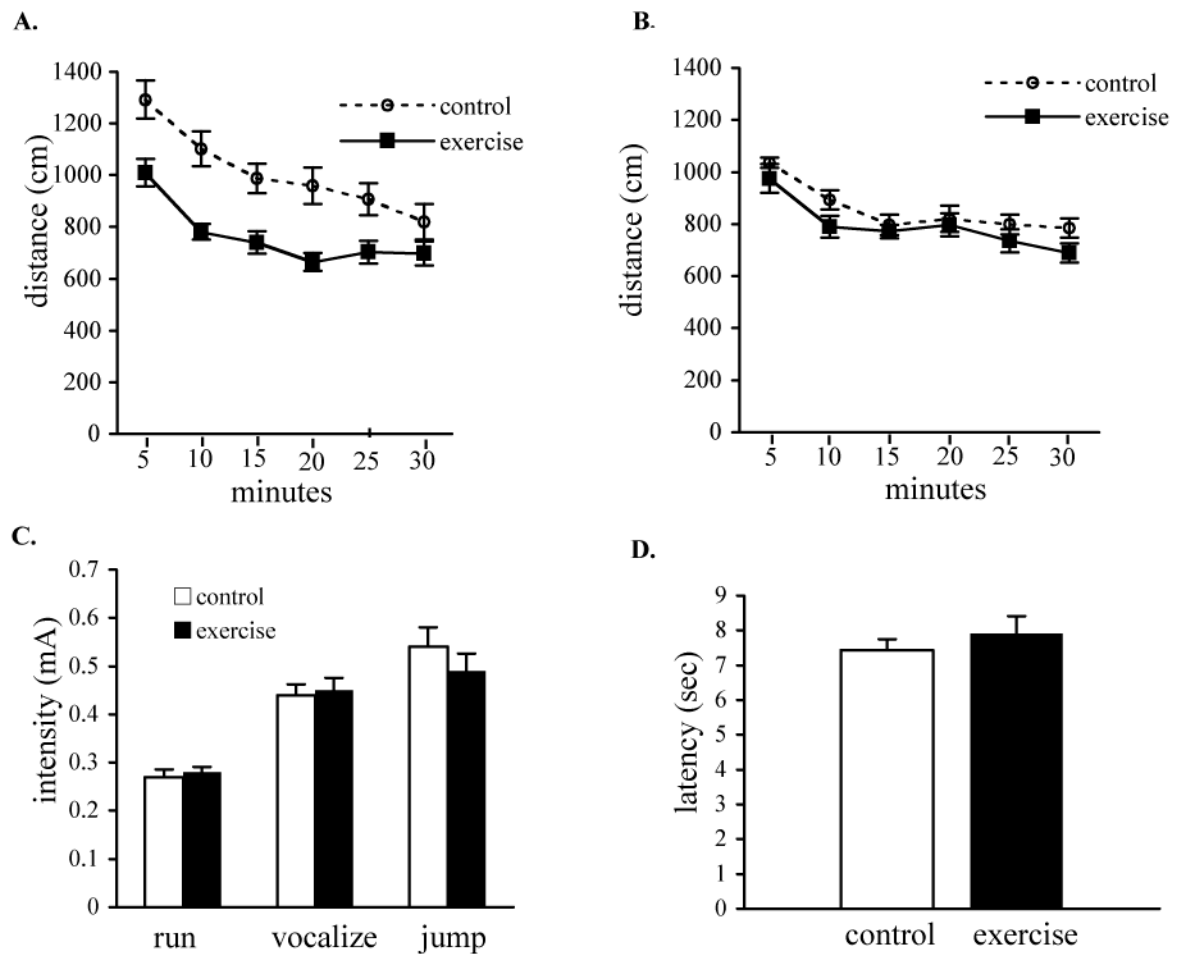 A.
1400
1200
1000
800
600
400
200
0
distance (cm)
control
exercise
5 10 15 20 25 30
minutes
B.
1400
1200
1000
800
600
400
200
0
distance (cm)
control
exercise
5 10 15 20 25 30
minutes
C.
0.7
0.6
0.5
0.4
0.3
0.2
0.1
0
intensity (mA)
control
exercise
run vocalize jump
D.
9
8
7
6
5
4
3
2
1
0
latency (sec)
control exercise